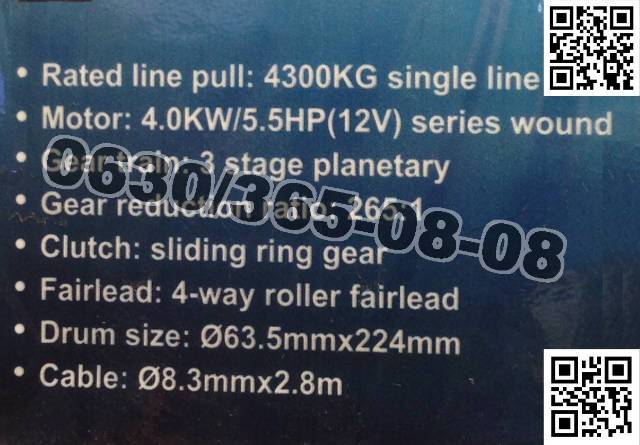 • Rated line pull: 4300KG single line
• Motor: 4.0KW/5.5HP(12V) series wound
• Gear train: 3 stage planetary
0630/365-08-08
• Gear reduction ratio: 265:1
• Clutch: sliding ring gear
• Fairlead: 4-way roller fairlead
• Drum size: Ø63.5mmx224mm
• Cable: Ø8.3mmx2.8m